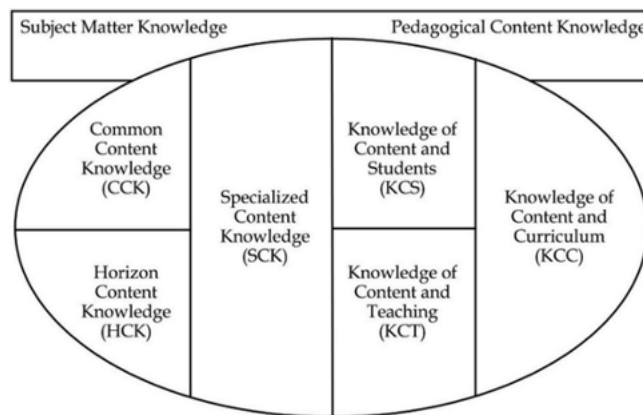 Subject Matter Knowledge
Pedagogical Content Knowledge
Common
Content
Knowledge
(CCK)
Horizon
Content
Knowledge
(HCK)
Specialized
Content
Knowledge
(SCK)
Knowledge of
Content and
Students
(KCS)
Knowledge of
Content and
Teaching
(KCT)
Knowledge of
Content and
Curriculum
(KCC)